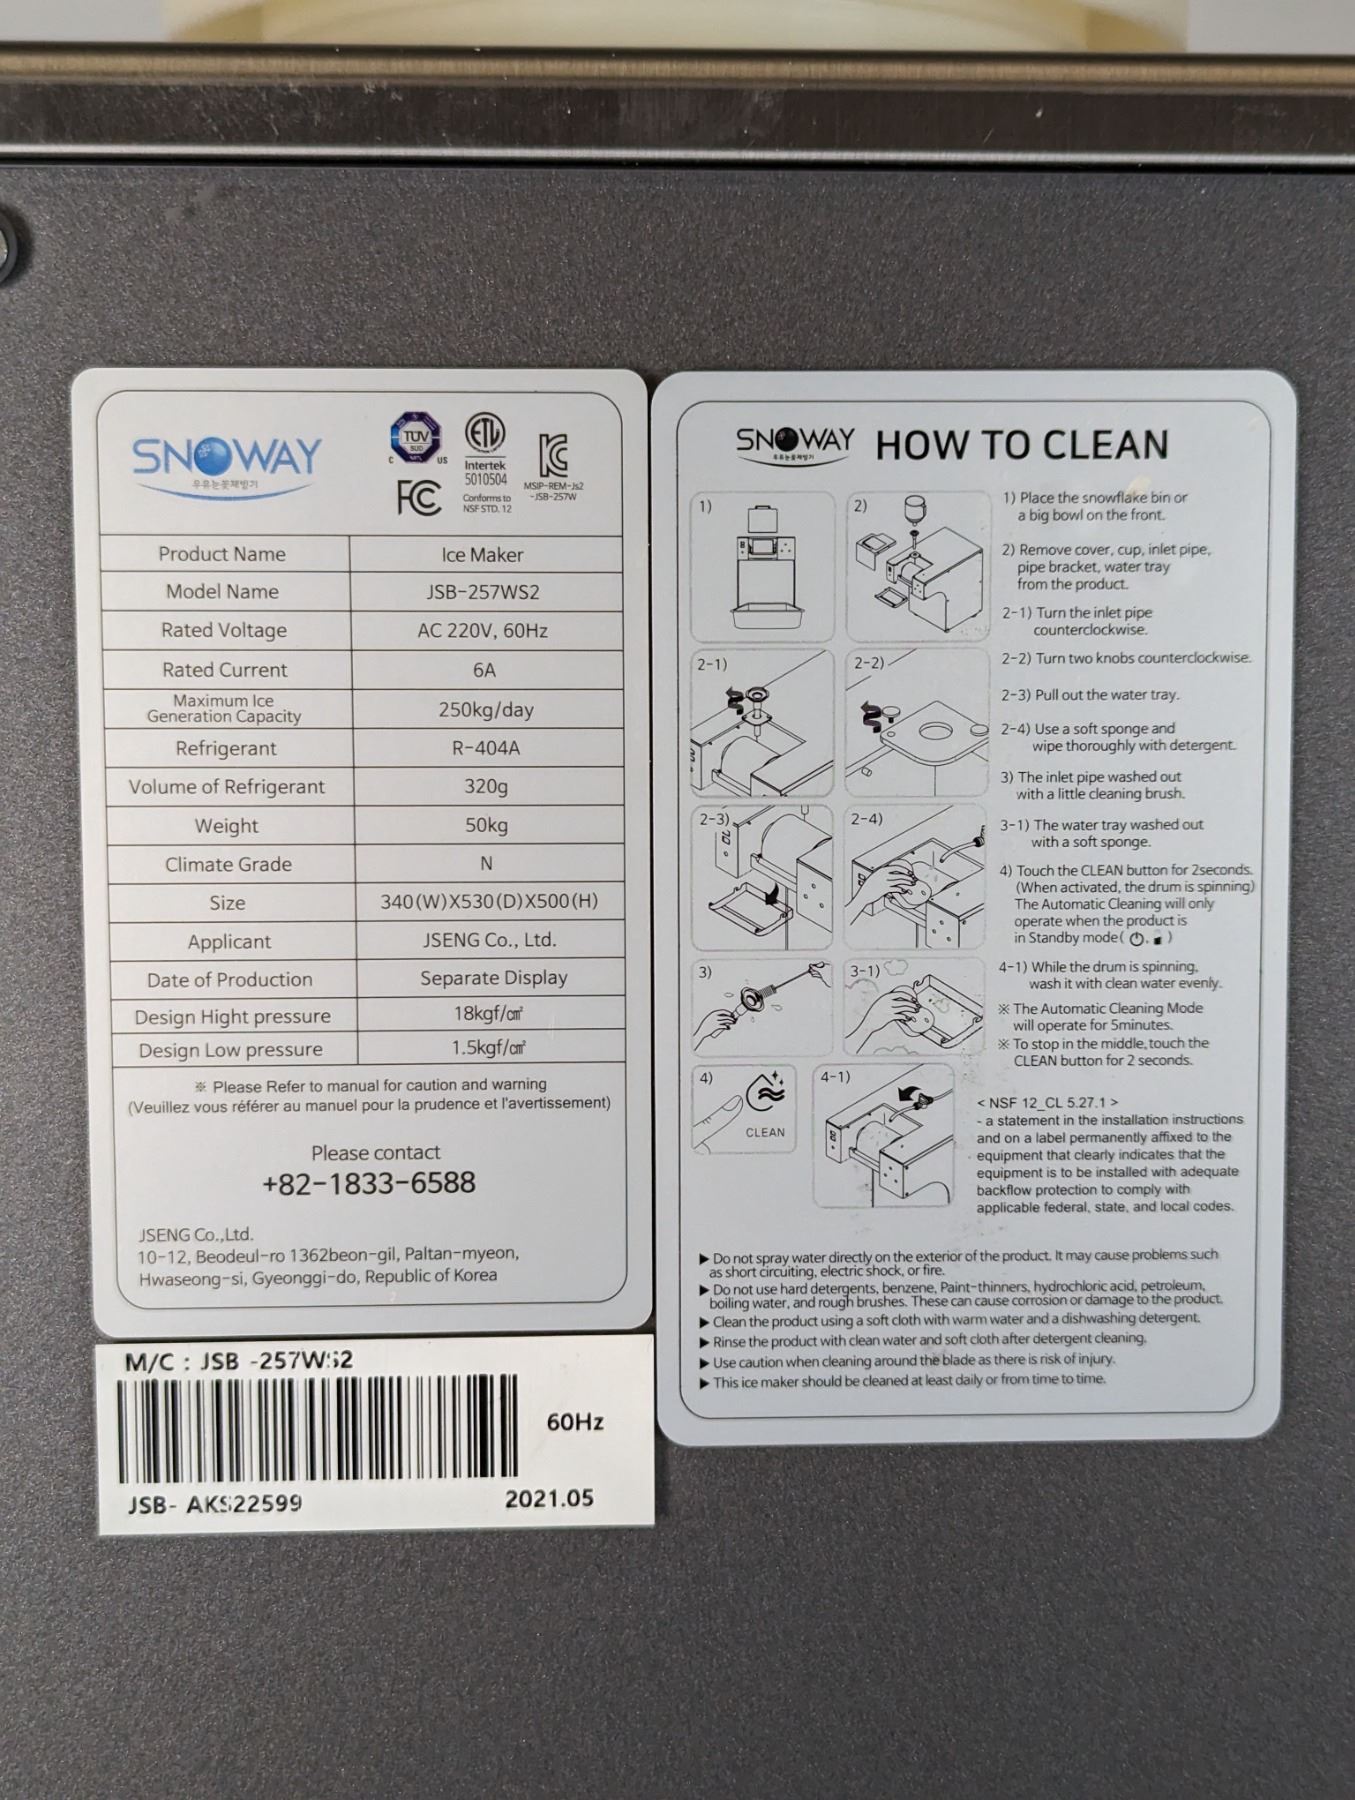 SNOWAY
우유눈꽃제빙기
TÜV
SUD
C US
ETL
Intertek
5010504
Conforms to
NSF STD. 12
FC
MSIP-REM-Js2
-JSB-257W
Product Name Ice Maker
Model Name JSB-257WS2
Rated Voltage AC 220V, 60Hz
Rated Current 6A
Maximum Ice
Generation Capacity 250kg/day
Refrigerant R-404A
Volume of Refrigerant 320g
Weight 50kg
Climate Grade N
Size 340(W)X530(D)X500(H)
Applicant JSENG Co., Ltd.
Date of Production Separate Display
Design Hight pressure 18kgf/㎠
Design Low pressure 1.5kgf/㎠
※ Please Refer to manual for caution and warning
(Veuillez vous référer au manuel pour la prudence et l'avertissement)
Please contact
+82-1833-6588
JSENG Co.,Ltd.
10-12, Beodeul-ro 1362beon-gil, Paltan-myeon,
Hwaseong-si, Gyeonggi-do, Republic of Korea
M/C : JSB -257WS2
60Hz
JSB- AKS22599
2021.05
SNOWAY
우유눈꽃제빙기
HOW TO CLEAN
1)
2)
2-1)
2-2)
2-3)
2-4)
3)
3-1)
4)
CLEAN
4-1)
1) Place the snowflake bin or
a big bowl on the front.
2) Remove cover, cup, inlet pipe,
pipe bracket, water tray
from the product.
2-1) Turn the inlet pipe
counterclockwise.
2-2) Turn two knobs counterclockwise.
2-3) Pull out the water tray.
2-4) Use a soft sponge and
wipe thoroughly with detergent.
3) The inlet pipe washed out
with a little cleaning brush.
3-1) The water tray washed out
with a soft sponge.
4) Touch the CLEAN button for 2seconds.
(When activated, the drum is spinning)
The Automatic Cleaning will only
operate when the product is
in Standby mode( , )
4-1) While the drum is spinning,
wash it with clean water evenly.
※ The Automatic Cleaning Mode
will operate for 5minutes.
※ To stop in the middle, touch the
CLEAN button for 2 seconds.
< NSF 12_CL 5.27.1 >
- a statement in the installation instructions
and on a label permanently affixed to the
equipment that clearly indicates that the
equipment is to be installed with adequate
backflow protection to comply with
applicable federal, state, and local codes.
▶ Do not spray water directly on the exterior of the product. It may cause problems such
as short circuiting, electric shock, or fire.
▶ Do not use hard detergents, benzene, Paint-thinners, hydrochloric acid, petroleum,
boiling water, and rough brushes. These can cause corrosion or damage to the product.
▶ Clean the product using a soft cloth with warm water and a dishwashing detergent.
▶ Rinse the product with clean water and soft cloth after detergent cleaning.
▶ Use caution when cleaning around the blade as there is risk of injury.
▶ This ice maker should be cleaned at least daily or from time to time.